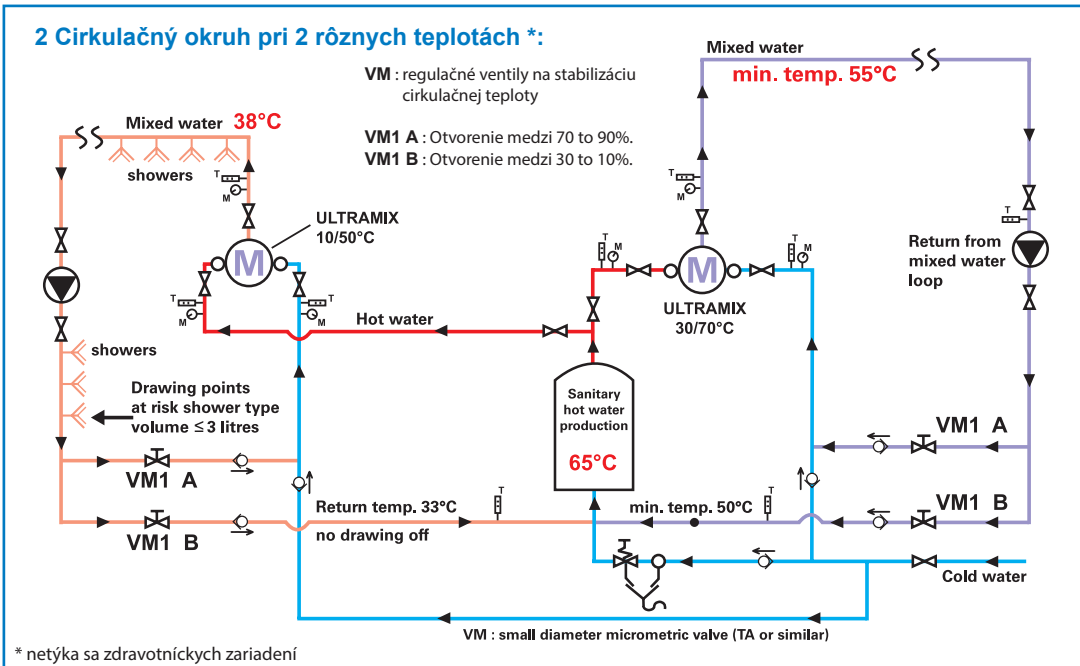 2 Cirkulačný okruh pri 2 rôznych teplotách *:
VM : regulačné ventily na stabilizáciu
cirkulačnej teploty
VM1 A : Otvorenie medzi 70 to 90%.
VM1 B : Otvorenie medzi 30 to 10%.
Mixed water
min. temp. 55°C
Mixed water 38°C
showers
T
M
ULTRAMIX
10/50°C
M
T
M
T
M
Hot water
T
M
M
ULTRAMIX
30/70°C
T
M
T
M
T
Return from
mixed water
loop
showers
Drawing points
at risk shower type
volume ≤ 3 litres
Sanitary
hot water
production
65°C
VM1 A
VM1 A
VM1 B
Return temp. 33°C
no drawing off
T
min. temp. 50°C
T
VM1 B
Cold water
VM : small diameter micrometric valve (TA or similar)
* netýka sa zdravotníckych zariadení